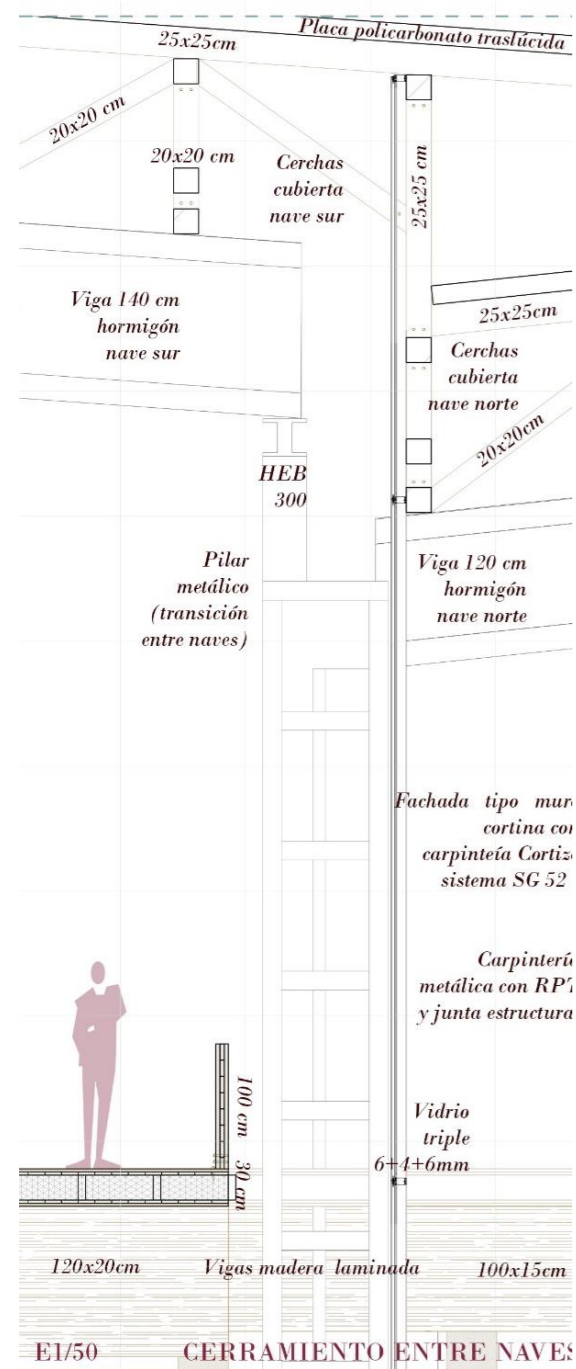 Placa policarbonato traslúcida
25x25cm
20x20 cm
20x20 cm
Cerchas
cubierta
nave sur
25x25 cm
Viga 140 cm
hormigón
nave sur
25x25cm
Cerchas
cubierta
nave norte
20x20cm
HEB
300
Pilar
metálico
(transición
entre naves)
Viga 120 cm
hormigón
nave norte
Fachada tipo muro
cortina con
carpinteía Cortizo
sistema SG 52
Carpintería
metálica con RPT
y junta estructura
100 cm
30 cm
Vidrio
triple
6+4+6mm
120x20cm
Vigas madera laminada
100x15cm
E1/50
CERRAMIENTO ENTRE NAVES